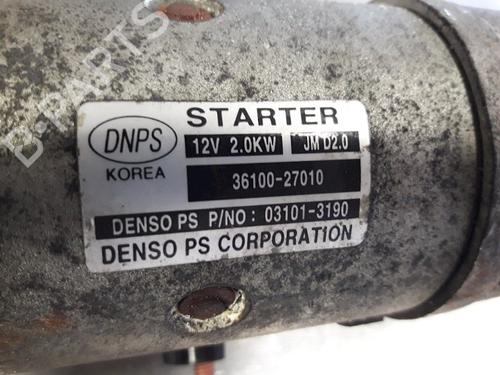 B-PARTS
STARTER
DNPS
12V 2.0KW
JM D2.0
KOREA
36100-27010
DENSO PS P/NO : 03101-3190
DENSO PS CORPORATION